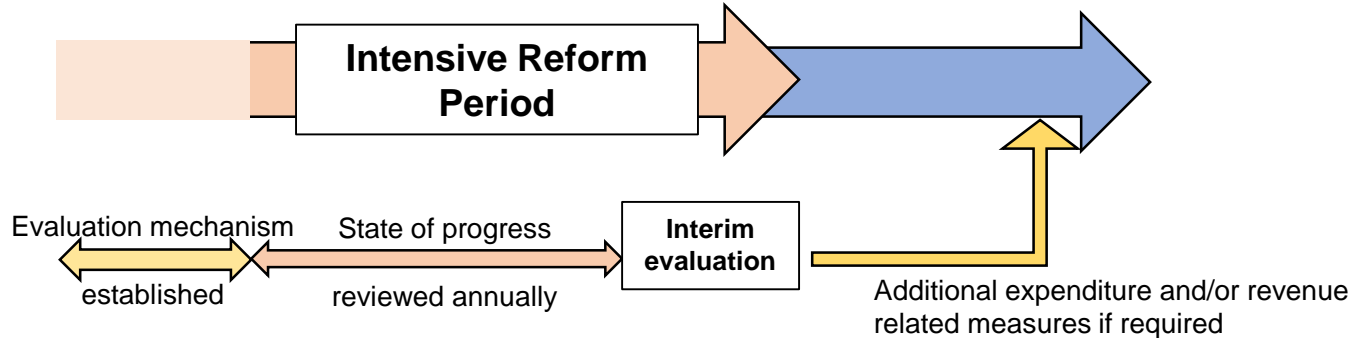 Intensive Reform
Period
Evaluation mechanism
established
State of progress
reviewed annually
Interim
evaluation
Additional expenditure and/or revenue
related measures if required